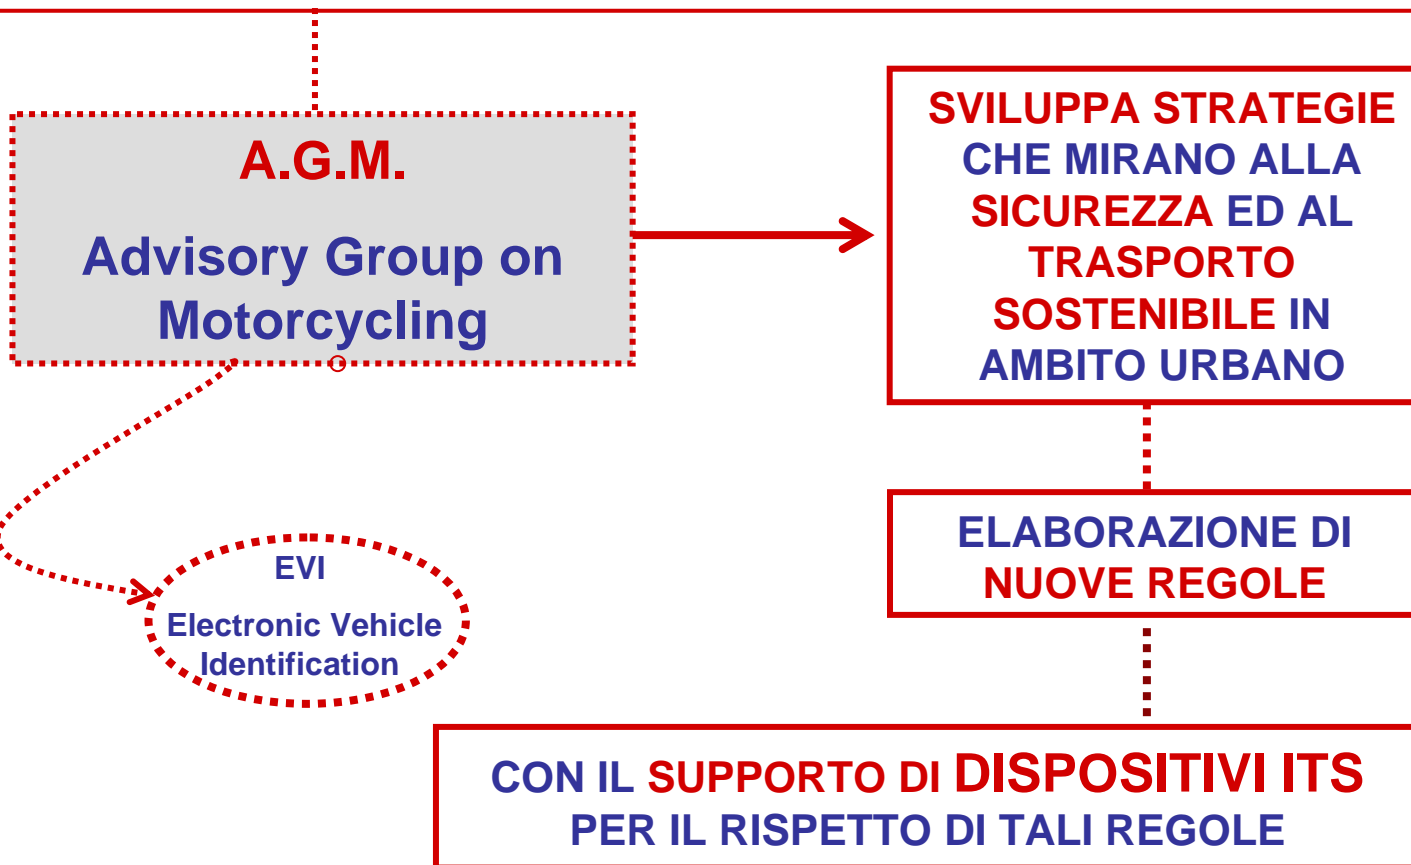 A.G.M.
Advisory Group on
Motorcycling
SVILUPPA STRATEGIE
CHE MIRANO ALLA
SICUREZZA ED AL
TRASPORTO
SOSTENIBILE IN
AMBITO URBANO
EVI
Electronic Vehicle
Identification
ELABORAZIONE DI
NUOVE REGOLE
CON IL SUPPORTO DI DISPOSITIVI ITS
PER IL RISPETTO DI TALI REGOLE